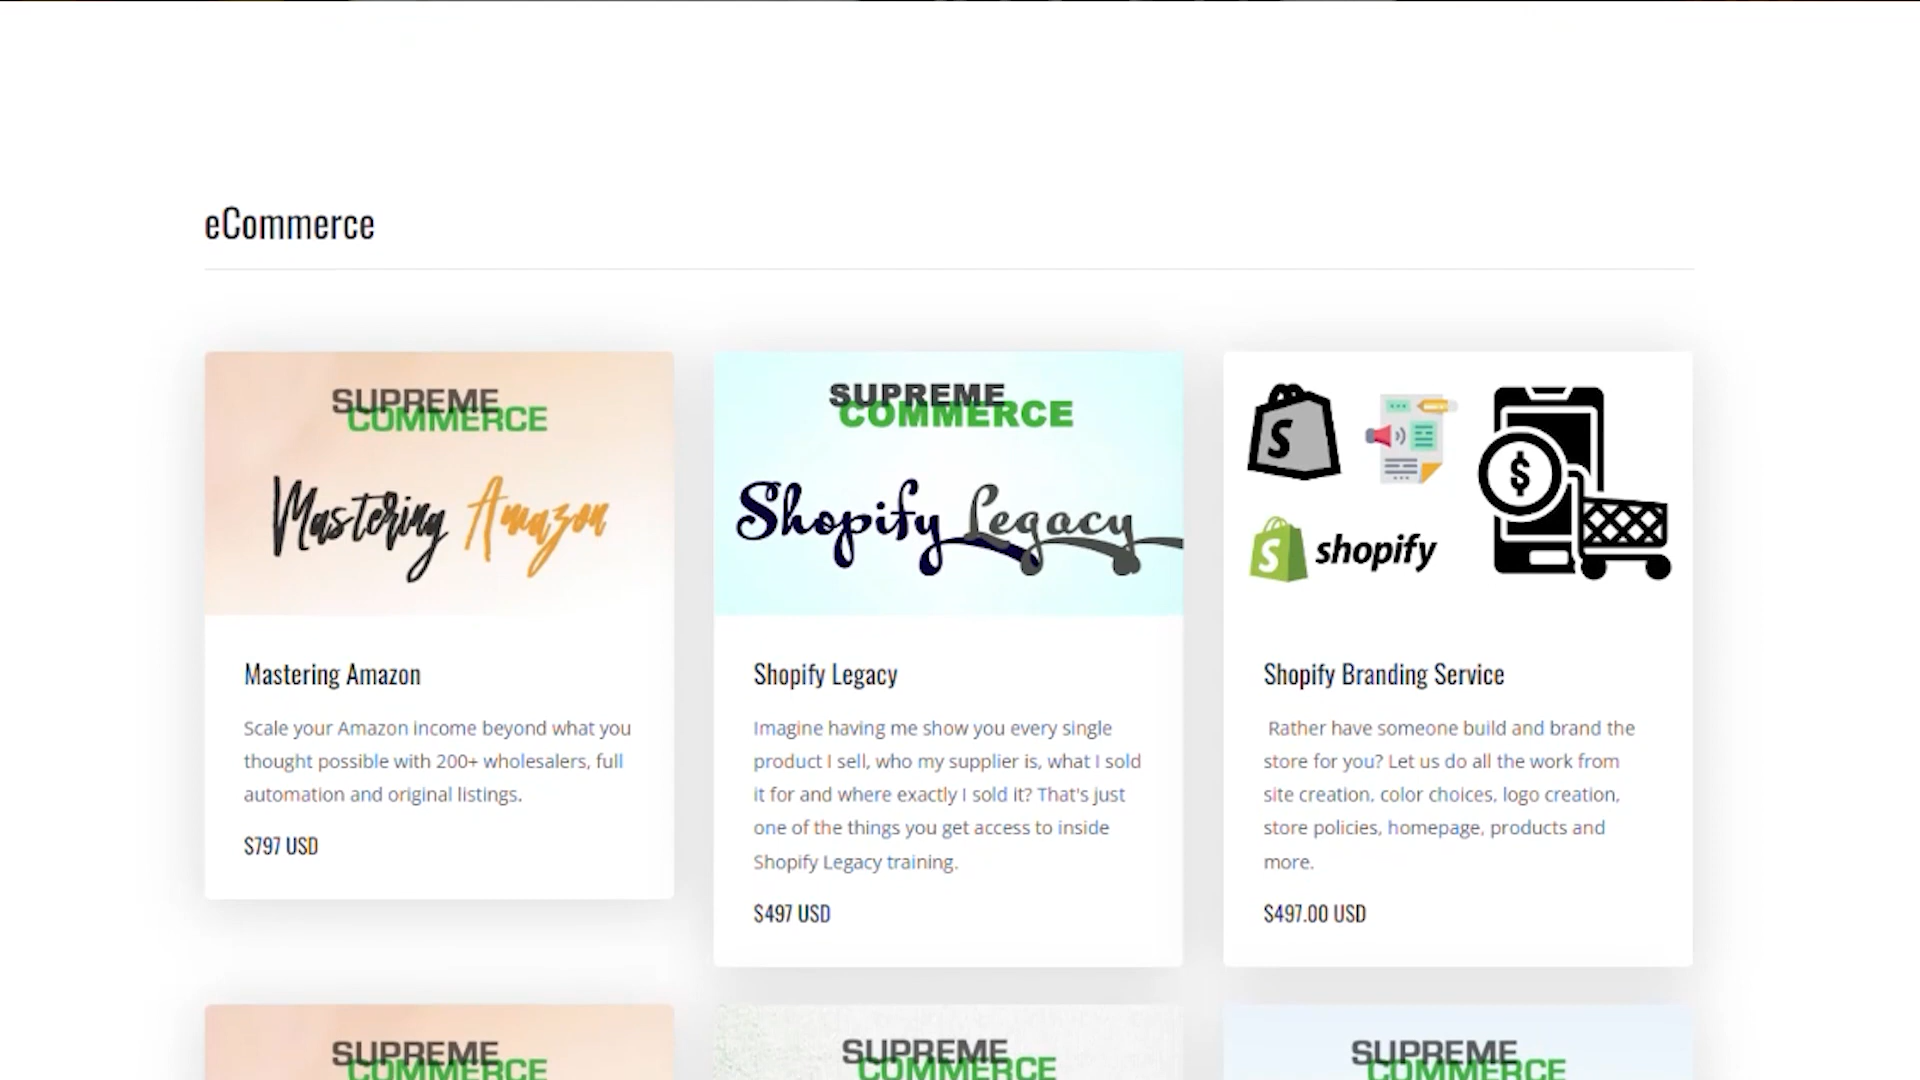 eCommerce
SUPREME
COMMERCE
Mastering Amazon
Mastering Amazon
Scale your Amazon income beyond what you
thought possible with 200+ wholesalers, full
automation and original listings.
$797 USD
SUPREME
COMMERCE
Shopify Legacy
Shopify Legacy
Imagine having me show you every single
product I sell, who my supplier is, what I sold
it for and where exactly I sold it? That's just
one of the things you get access to inside
Shopify Legacy training.
$497 USD
S
$
S shopify
Shopify Branding Service
Rather have someone build and brand the
store for you? Let us do all the work from
site creation, color choices, logo creation,
store policies, homepage, products and
more.
$497.00 USD
SUPREME
COMMERCE
SUPREME
COMMERCE
SUPREME
COMMERCE